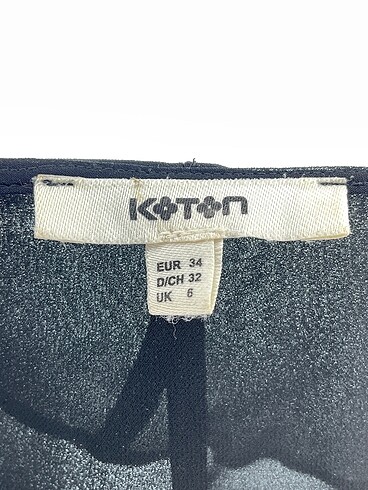 KOTON
EUR 34
D/CH 32
UK 6